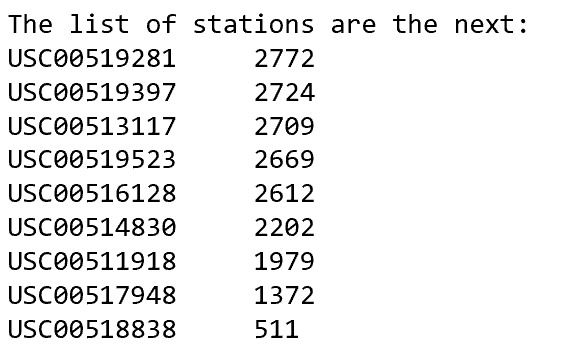 The list of stations are the next:
USC00519281     2772
USC00519397     2724
USC00513117     2709
USC00519523     2669
USC00516128     2612
USC00514830     2202
USC00511918     1979
USC00517948     1372
USC00518838     511